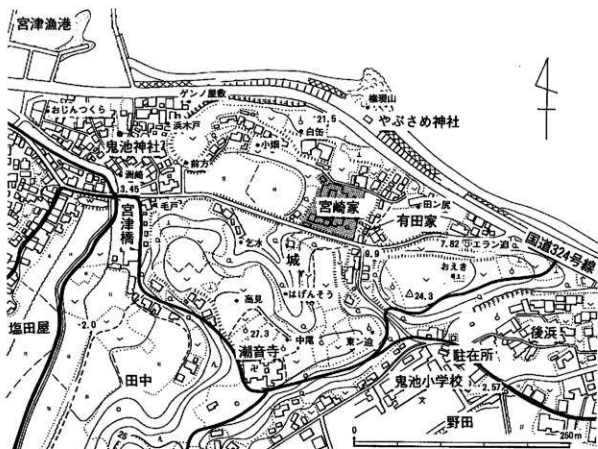 宮津漁港
ゲンノ屋敷
権現山
やぶさめ神社
おじんつくら
浜木戸
21.5
白缶
鬼池神社
小畑
洲崎
前方
宮崎家
田ン尻
有田家
3.45
毛戸
国道324号線
宮津橋
城
7.82
エラン迫
8.9
おえき
はげんそう
24.3
高見
塩田屋
-2.0
27.3
中尾
東ン迫
後浜
潮音寺
駐在所
田中
鬼池小学校
文
2.57
野田
25
0
250m